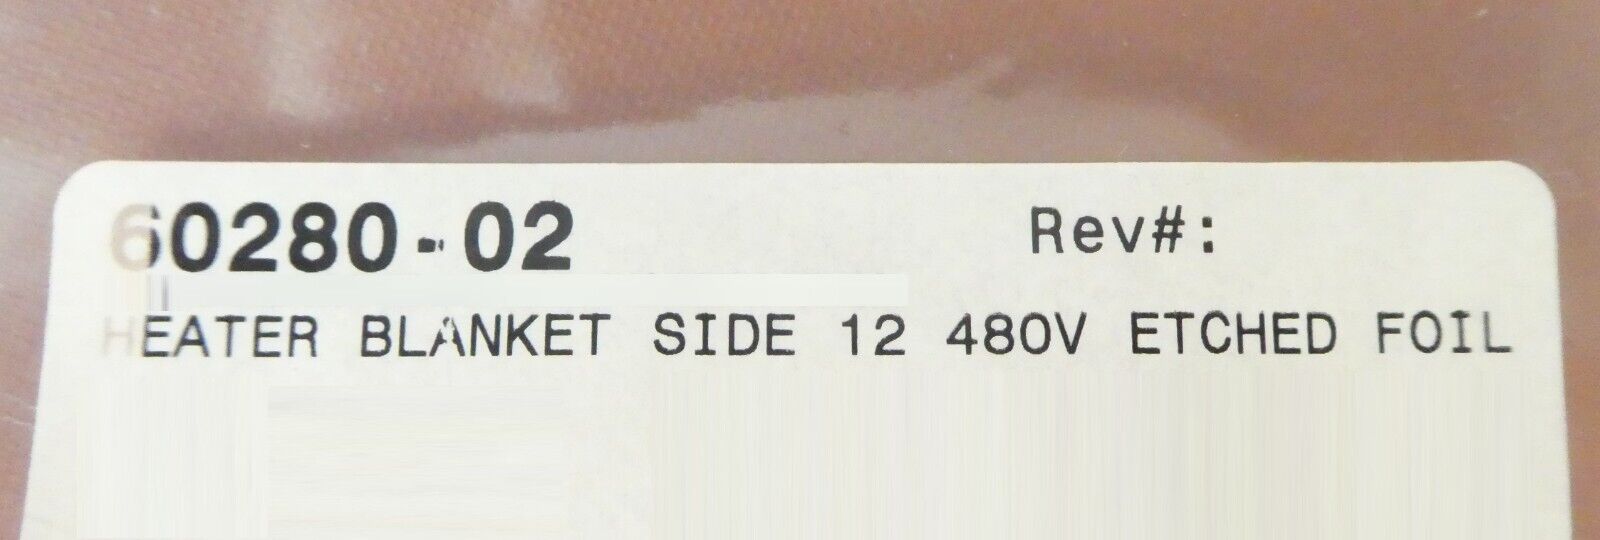 60280-02 Rev#:
HEATER BLANKET SIDE 12 480V ETCHED FOIL